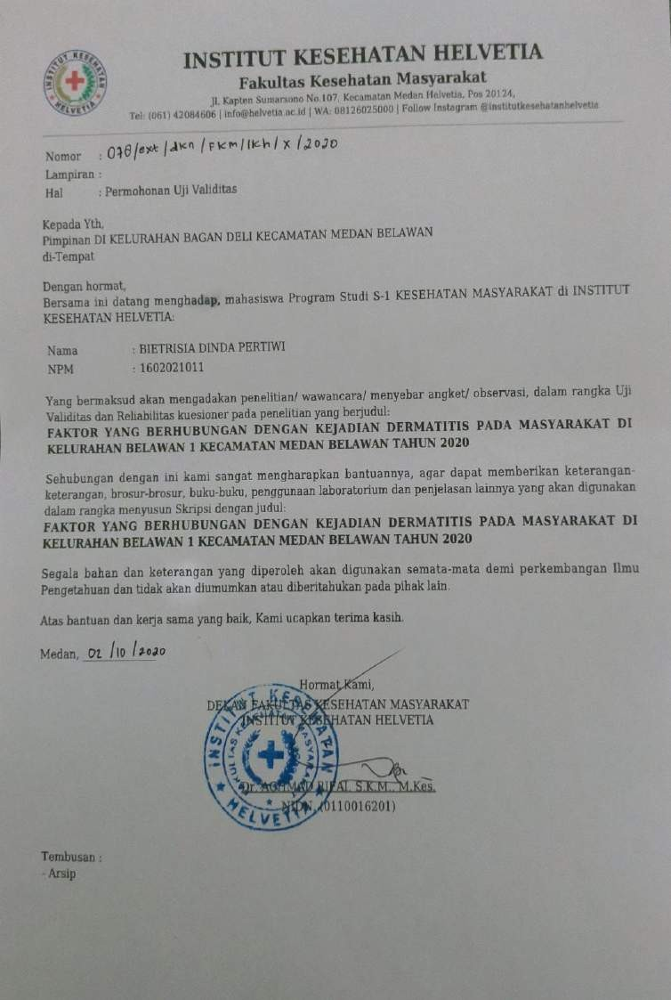 INSTITUT KESEHATAN HELVETIA
Fakultas Kesehatan Masyarakat
Jl. Kapten Sumarsono No.107, Kecamatan Medan Helvetia, Pos 20124,
Tel: (061) 42084606 | info@helvetia.ac.id | WA: 08126025000 | Follow Instagram @institutkesehatanhelvetia
INSTITUT KESEHATAN
HELVETIA
Nomor : 078/ext/dkn/FKM/IKH/X/2020
Lampiran :
Hal : Permohonan Uji Validitas
Kepada Yth,
Pimpinan DI KELURAHAN BAGAN DELI KECAMATAN MEDAN BELAWAN
di-Tempat
Dengan hormat,
Bersama ini datang menghadap, mahasiswa Program Studi S-1 KESEHATAN MASYARAKAT di INSTITUT
KESEHATAN HELVETIA:
Nama : BIETRISIA DINDA PERTIWI
NPM : 1602021011
Yang bermaksud akan mengadakan penelitian/ wawancara/ menyebar angket/ observasi, dalam rangka Uji
Validitas dan Reliabilitas kuesioner pada penelitian yang berjudul:
FAKTOR YANG BERHUBUNGAN DENGAN KEJADIAN DERMATITIS PADA MASYARAKAT DI
KELURAHAN BELAWAN 1 KECAMATAN MEDAN BELAWAN TAHUN 2020
Sehubungan dengan ini kami sangat mengharapkan bantuannya, agar dapat memberikan keterangan-
keterangan, brosur-brosur, buku-buku, penggunaan laboratorium dan penjelasan lainnya yang akan digunakan
dalam rangka menyusun Skripsi dengan judul:
FAKTOR YANG BERHUBUNGAN DENGAN KEJADIAN DERMATITIS PADA MASYARAKAT DI
KELURAHAN BELAWAN 1 KECAMATAN MEDAN BELAWAN TAHUN 2020
Segala bahan dan keterangan yang diperoleh akan digunakan semata-mata demi perkembangan Ilmu
Pengetahuan dan tidak akan diumumkan atau diberitahukan pada pihak lain.
Atas bantuan dan kerja sama yang baik, Kami ucapkan terima kasih.
Medan, 02/10/2020
Hormat Kami,
DEKAN FAKULTAS KESEHATAN MASYARAKAT
INSTITUT KESEHATAN HELVETIA
INSTITUT KESEHATAN
FAKULTAS KESEHATAN MASYARAKAT
HELVETIA
Dr. ACHMAD RIFAI, S.K.M., M.Kes.
NIDN. (0110016201)
Tembusan :
- Arsip